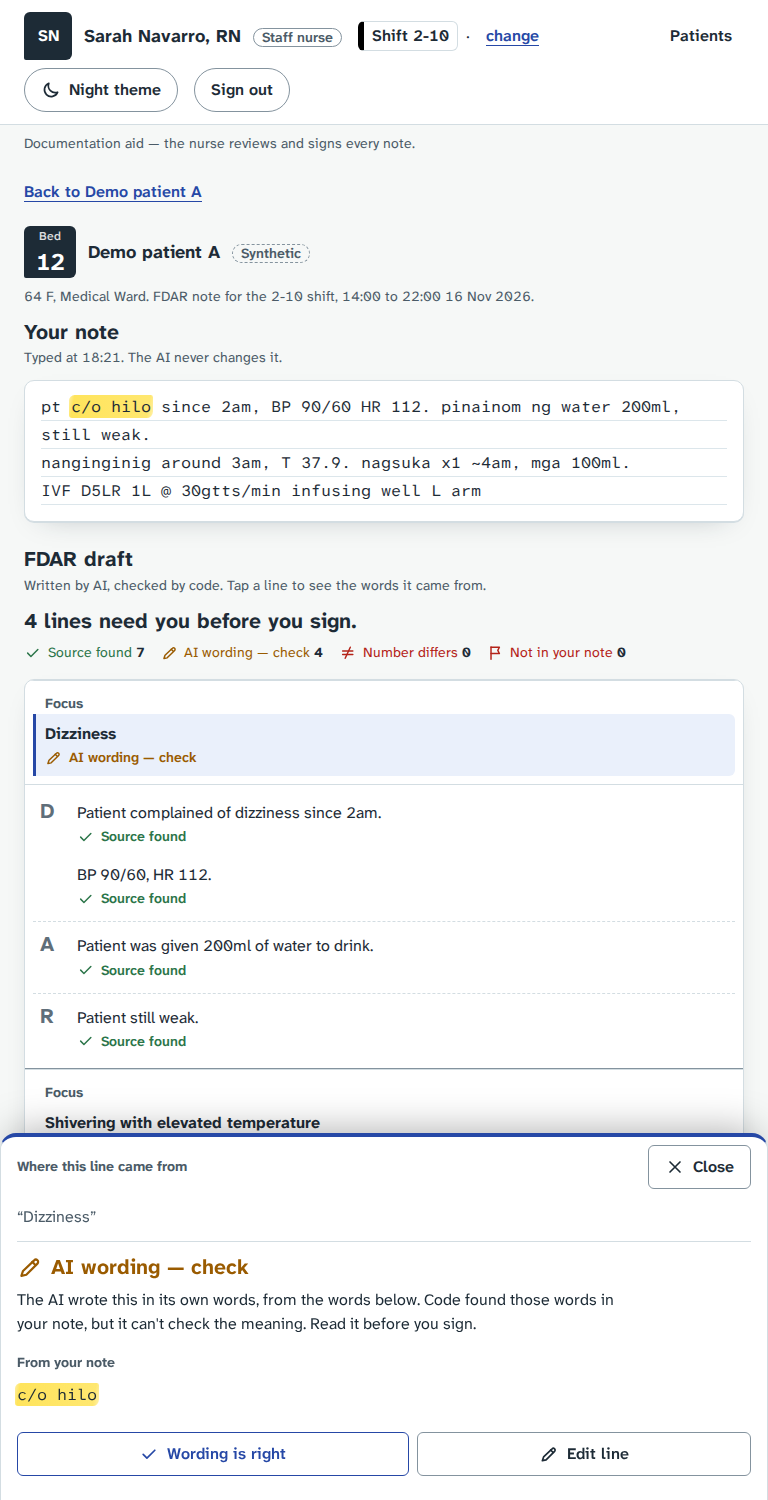 SN
Sarah Navarro, RN
Staff nurse
Shift 2-10
·
change
Patients
Night theme
Sign out
Documentation aid — the nurse reviews and signs every note.
Back to Demo patient A
Bed
12
Demo patient A
Synthetic
64 F, Medical Ward. FDAR note for the 2-10 shift, 14:00 to 22:00 16 Nov 2026.
Your note
Typed at 18:21. The AI never changes it.
pt c/o hilo since 2am, BP 90/60 HR 112. pinainom ng water 200ml,
still weak.
nanginginig around 3am, T 37.9. nagsuka x1 ~4am, mga 100ml.
IVF D5LR 1L @ 30gtts/min infusing well L arm
FDAR draft
Written by AI, checked by code. Tap a line to see the words it came from.
4 lines need you before you sign.
Source found 7
AI wording — check 4
Number differs 0
Not in your note 0
Focus
Dizziness
AI wording — check
D
Patient complained of dizziness since 2am.
Source found
BP 90/60, HR 112.
Source found
A
Patient was given 200ml of water to drink.
Source found
R
Patient still weak.
Source found
Focus
Shivering with elevated temperature
Where this line came from
Close
“Dizziness”
AI wording — check
The AI wrote this in its own words, from the words below. Code found those words in
your note, but it can't check the meaning. Read it before you sign.
From your note
c/o hilo
Wording is right
Edit line